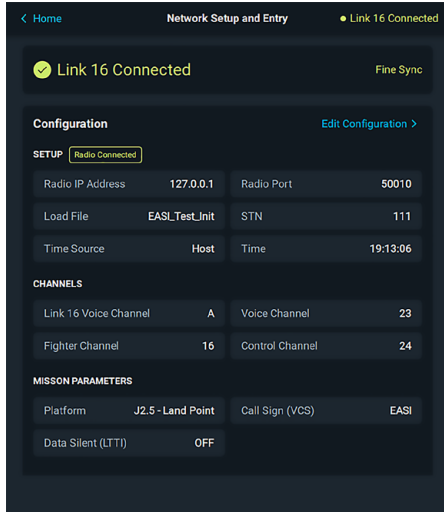 Home Network Setup and Entry Link 16 Connected
Link 16 Connected Fine Sync
Configuration Edit Configuration
SETUP Radio Connected
Radio IP Address 127.0.0.1 Radio Port 50010
Load File EASI_Test_Init STN 111
Time Source Host Time 19:13:06
CHANNELS
Link 16 Voice Channel A Voice Channel 23
Fighter Channel 16 Control Channel 24
MISSON PARAMETERS
Platform J2.5 - Land Point Call Sign (VCS) EASI
Data Silent (LTTI) OFF